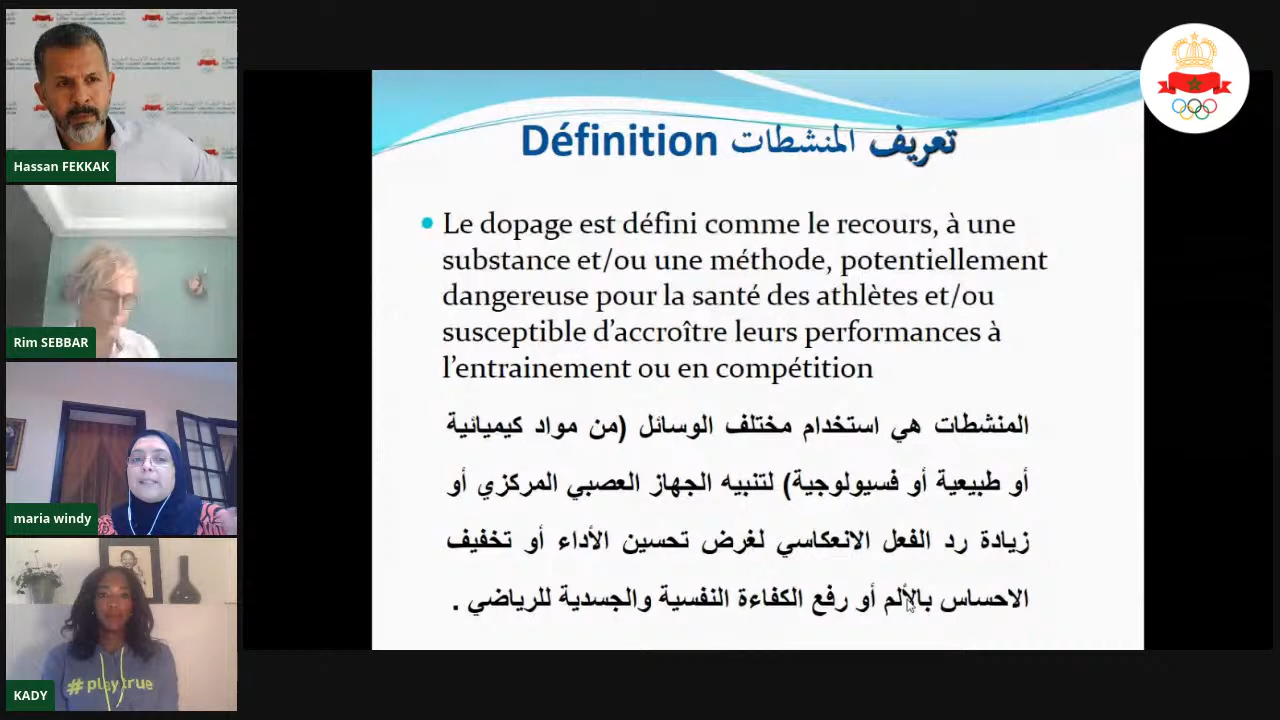 Hassan FEKKAK
Rim SEBBAR
maria windy
# play true
KADY
Définition تعريف المنشطات
Le dopage est défini comme le recours, à une
substance et/ou une méthode, potentiellement
dangereuse pour la santé des athlètes et/ou
susceptible d’accroître leurs performances à
l’entrainement ou en compétition
المنشطات هي استخدام مختلف الوسائل (من مواد كيميائية
أو طبيعية أو فسيولوجية) لتنبيه الجهاز العصبي المركزي أو
زيادة رد الفعل الانعكاسي لغرض تحسين الأداء أو تخفيف
الاحساس بالألم أو رفع الكفاءة النفسية والجسدية للرياضي .